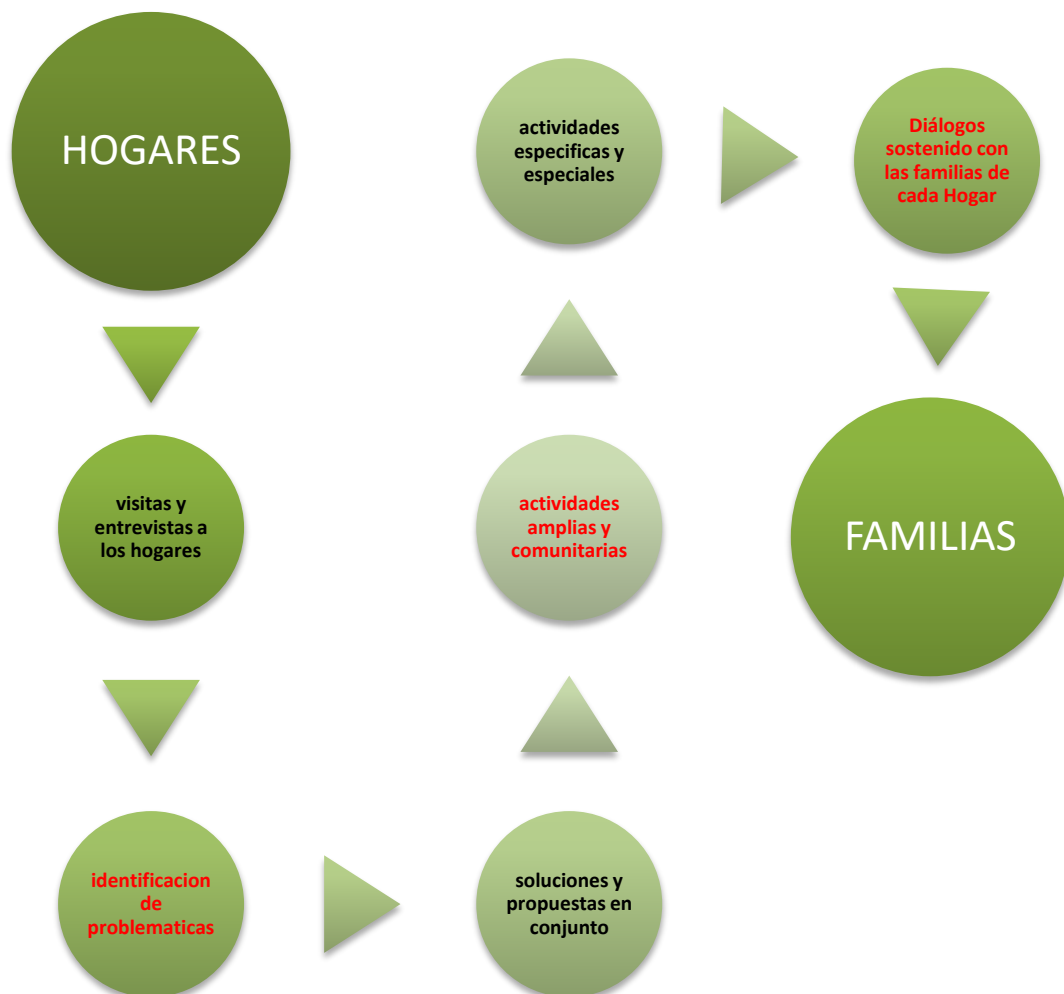 HOGARES
visitas y
entrevistas a
los hogares
identificacion
de
problematicas
soluciones y
propuestas en
conjunto
actividades
amplias y
comunitarias
actividades
especificas y
especiales
Diálogos
sostenido con
las familias de
cada Hogar
FAMILIAS